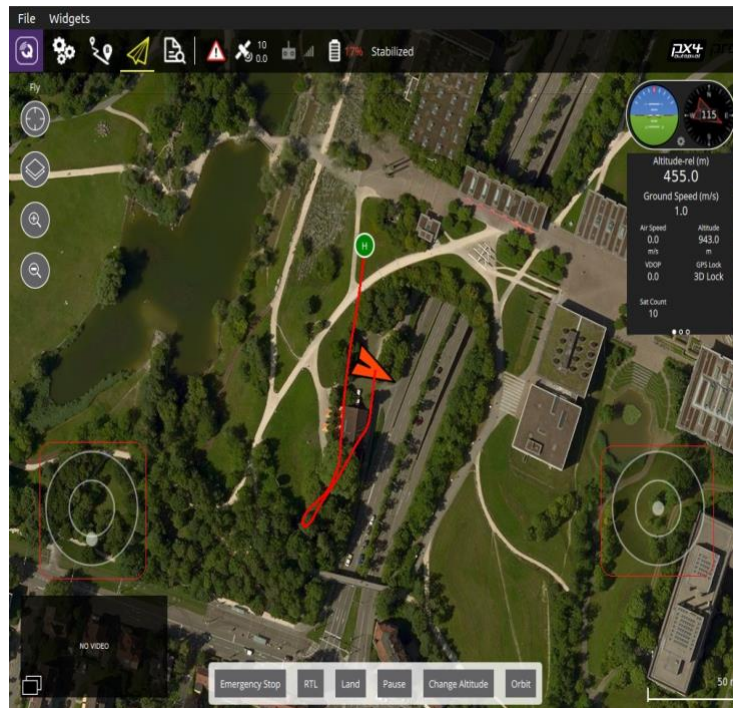 File Widgets
10
0.0
17% Stabilized
px4
autopilot
Fly
N
W 115 E
Altitude-rel (m)
455.0
Ground Speed (m/s)
1.0
Air Speed Altitude
0.0 943.0
m/s m
VDOP GPS Lock
0.0 3D Lock
Sat Count
10
H
NO VIDEO
Emergency Stop RTL Land Pause Change Altitude Orbit
50